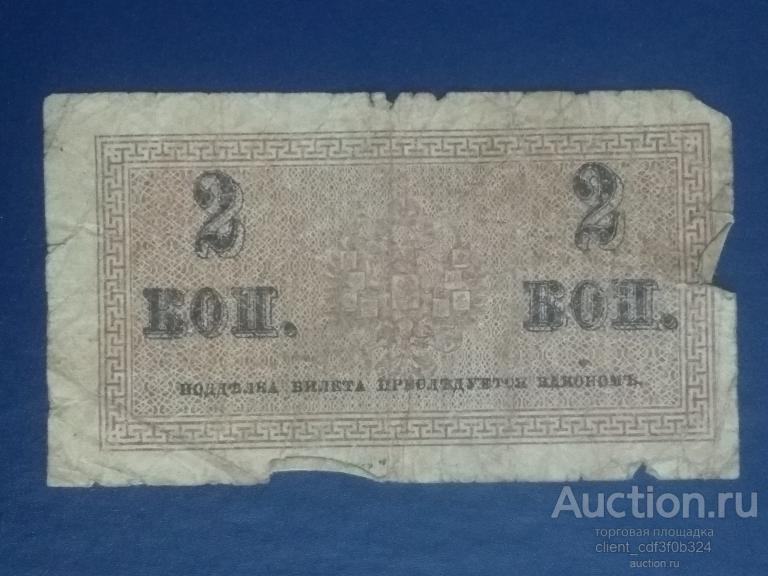 2 2
КОП. КОП.
ПОДДѢЛКА БИЛЕТА ПРЕСЛѢДУЕТСЯ ЗАКОНОМЪ.
Auction.ru
торговая площадка
client_cdf3f0b324
auction.ru